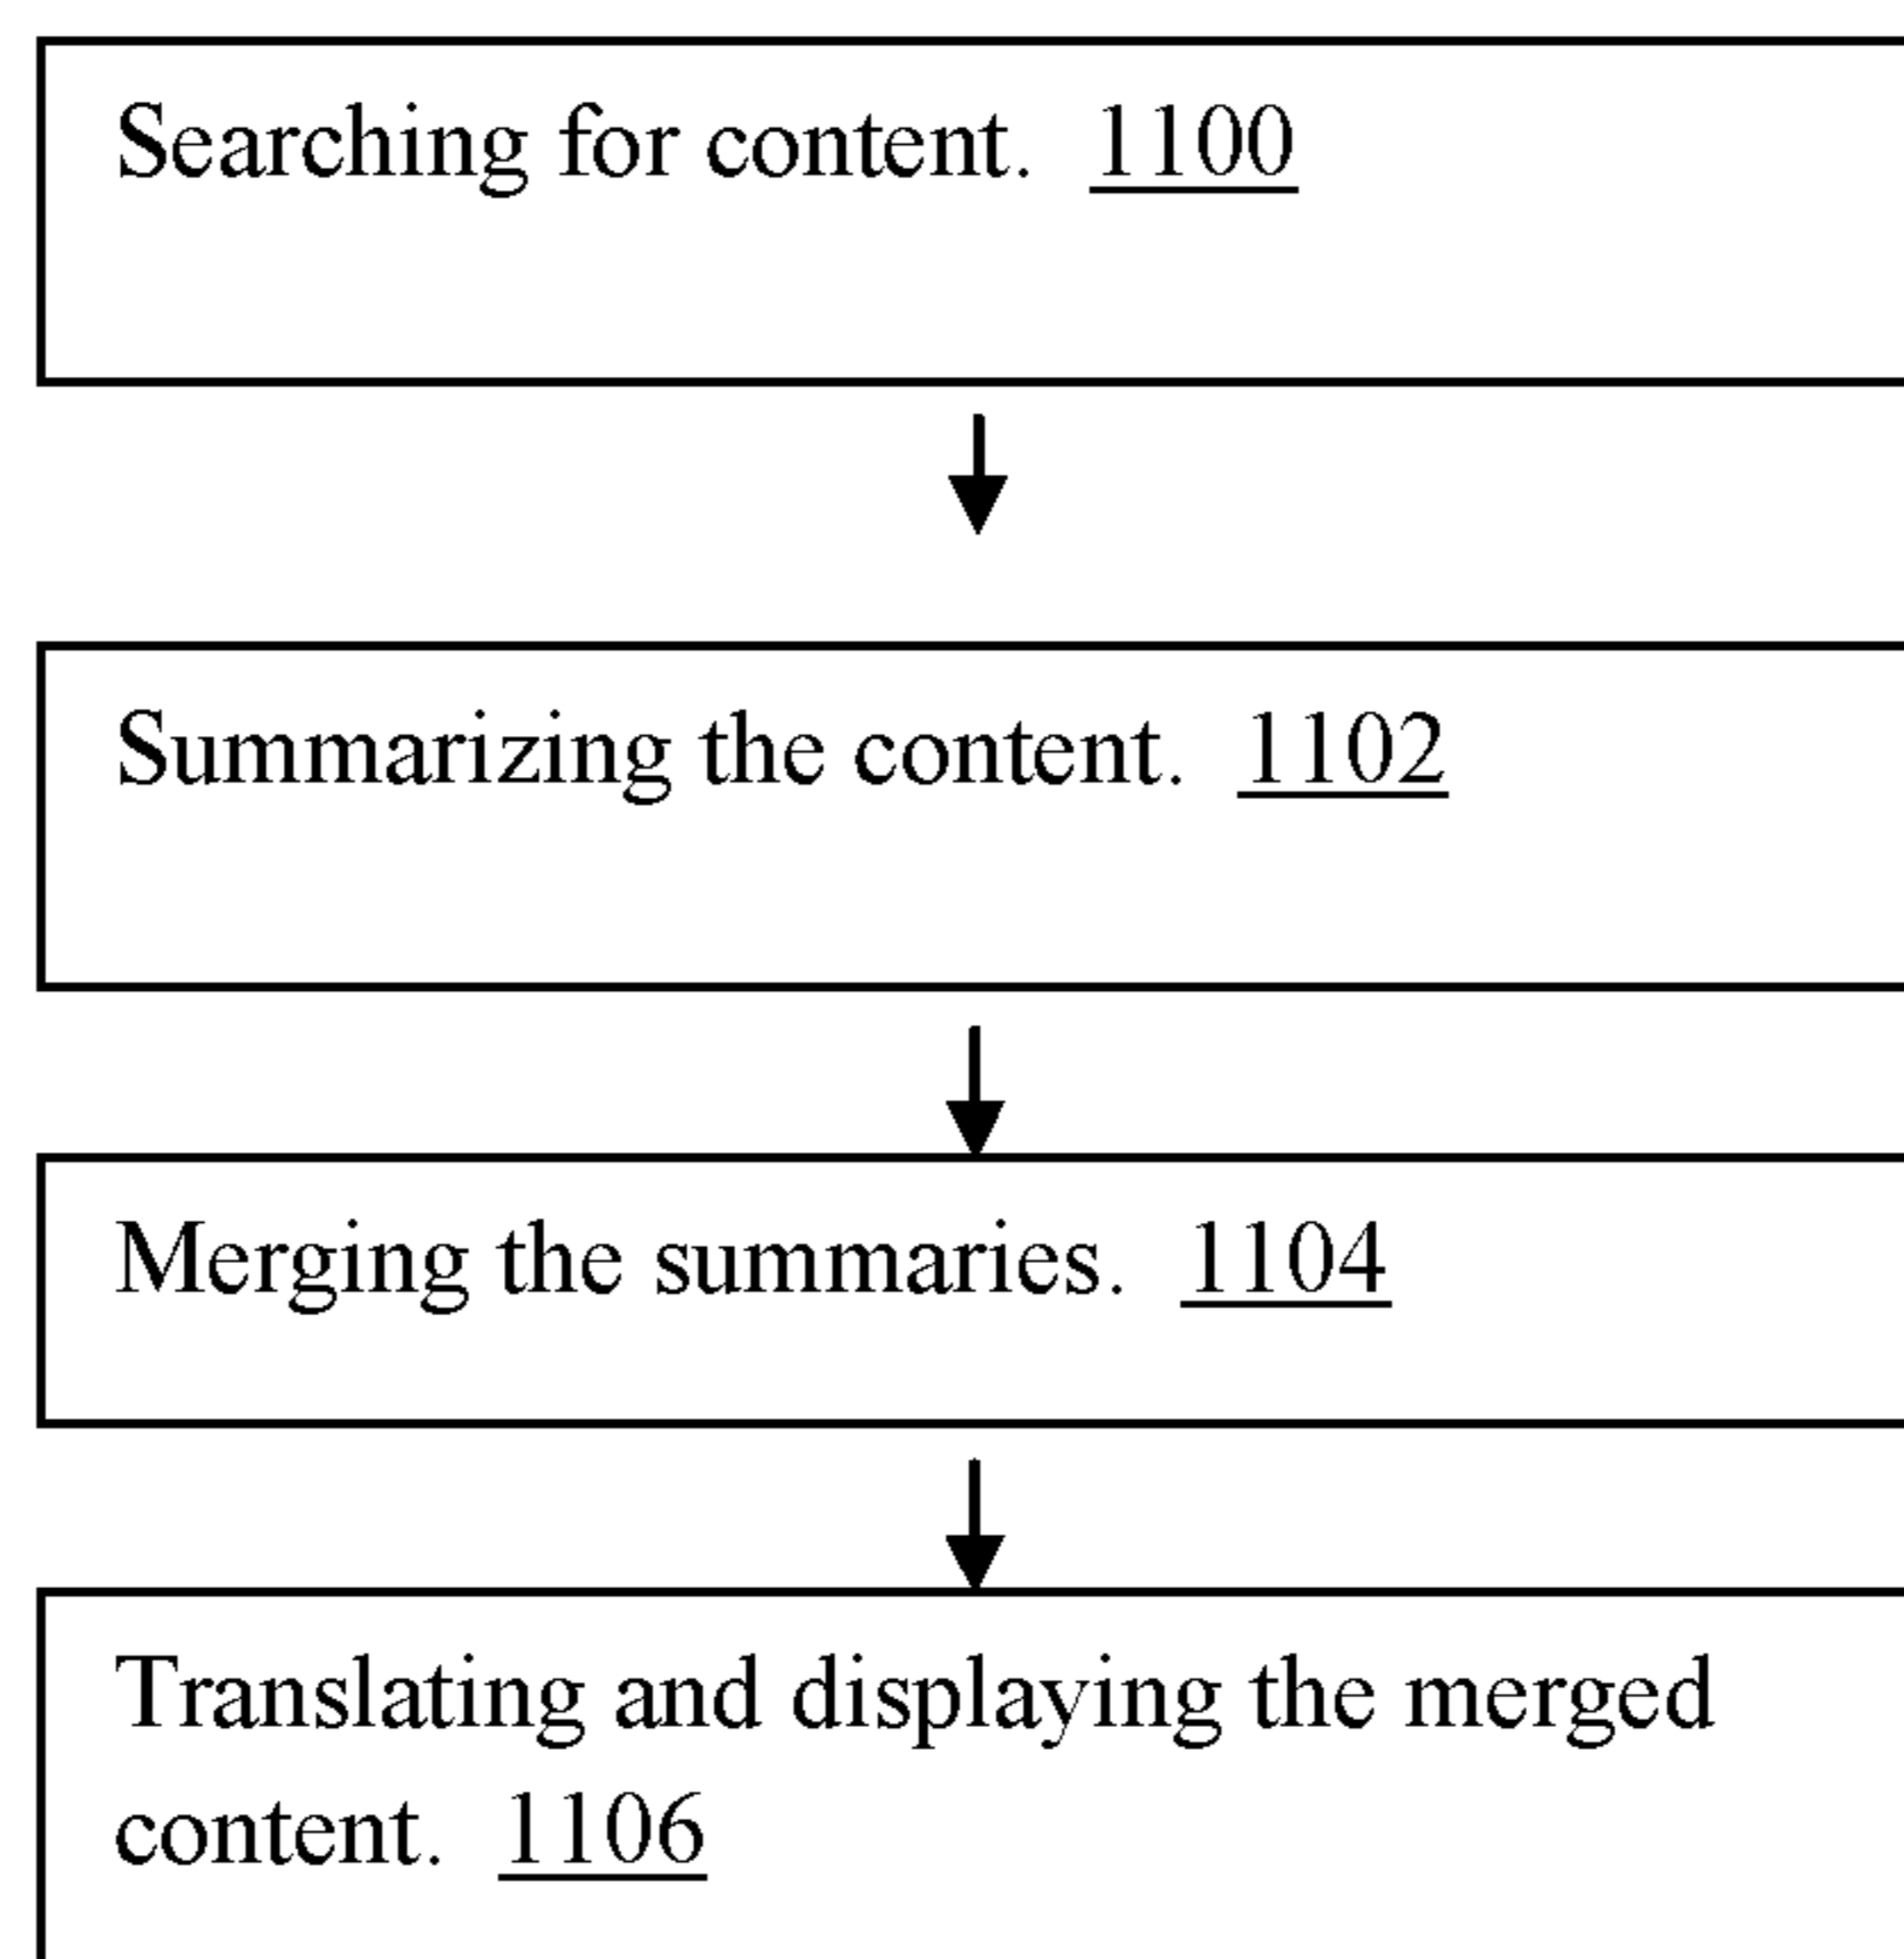 Searching for content. 1100
Summarizing the content. 1102
Merging the summaries. 1104
Translating and displaying the merged
content. 1106